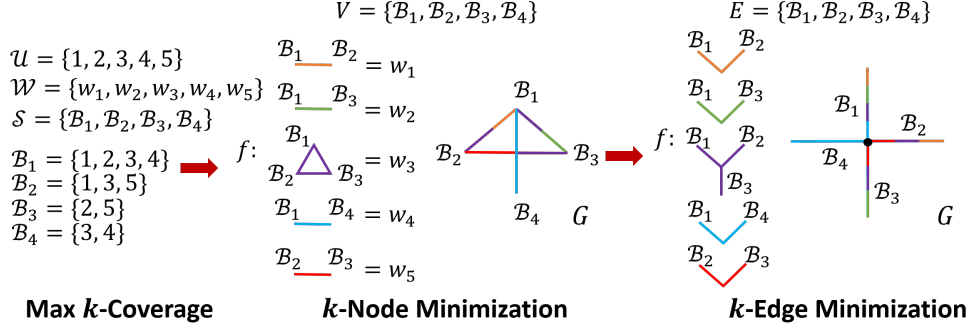 𝒰 = {1, 2, 3, 4, 5}
𝒲 = {w₁, w₂, w₃, w₄, w₅}
𝒮 = {ℬ₁, ℬ₂, ℬ₃, ℬ₄}
ℬ₁ = {1, 2, 3, 4}
ℬ₂ = {1, 3, 5}
ℬ₃ = {2, 5}
ℬ₄ = {3, 4}
Max k-Coverage
V = {ℬ₁, ℬ₂, ℬ₃, ℬ₄}
f:
ℬ₁ ℬ₂ = w₁
ℬ₁ ℬ₃ = w₂
ℬ₁
ℬ₂ ℬ₃ = w₃
ℬ₁ ℬ₄ = w₄
ℬ₂ ℬ₃ = w₅
ℬ₁
ℬ₂ ℬ₃
ℬ₄ G
k-Node Minimization
E = {ℬ₁, ℬ₂, ℬ₃, ℬ₄}
f:
ℬ₁ ℬ₂
ℬ₁ ℬ₃
ℬ₁ ℬ₂
ℬ₃
ℬ₁ ℬ₄
ℬ₂ ℬ₃
ℬ₁
ℬ₂
ℬ₄
ℬ₃
G
k-Edge Minimization